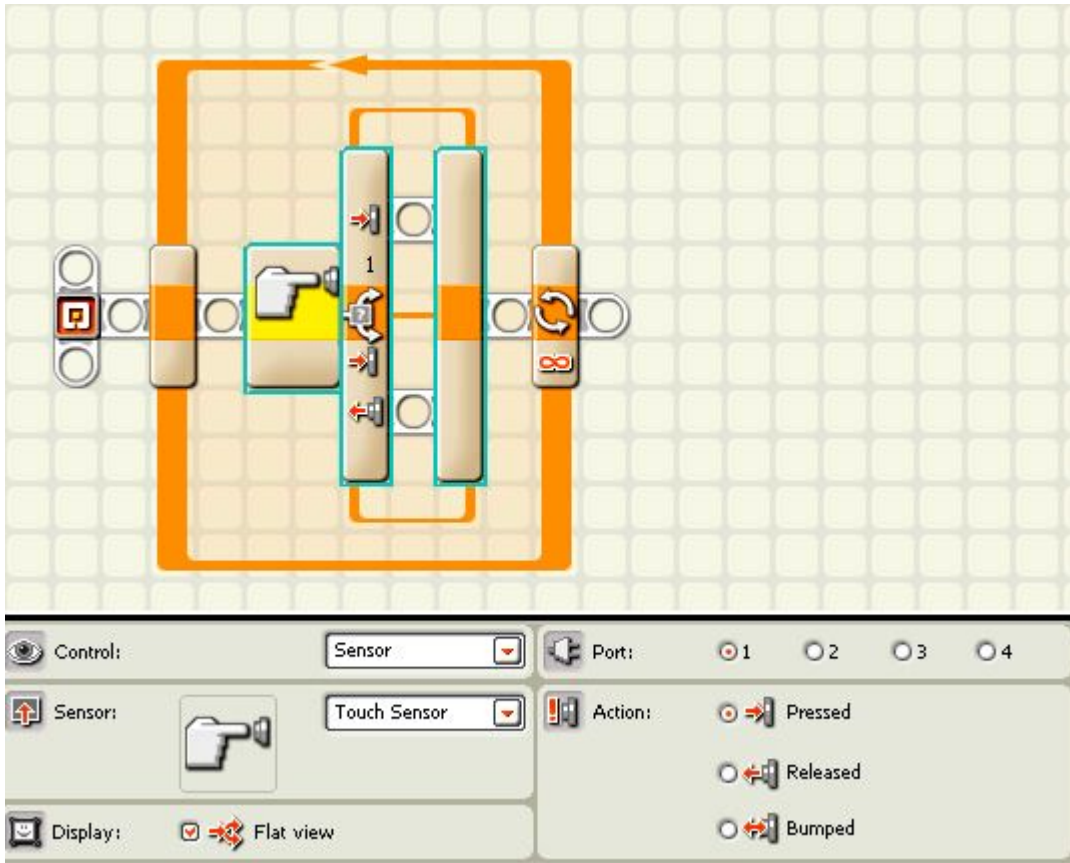 1
Control: Sensor Port: 1 2 3 4
Sensor: Touch Sensor Action: Pressed
Released
Display: Flat view Bumped